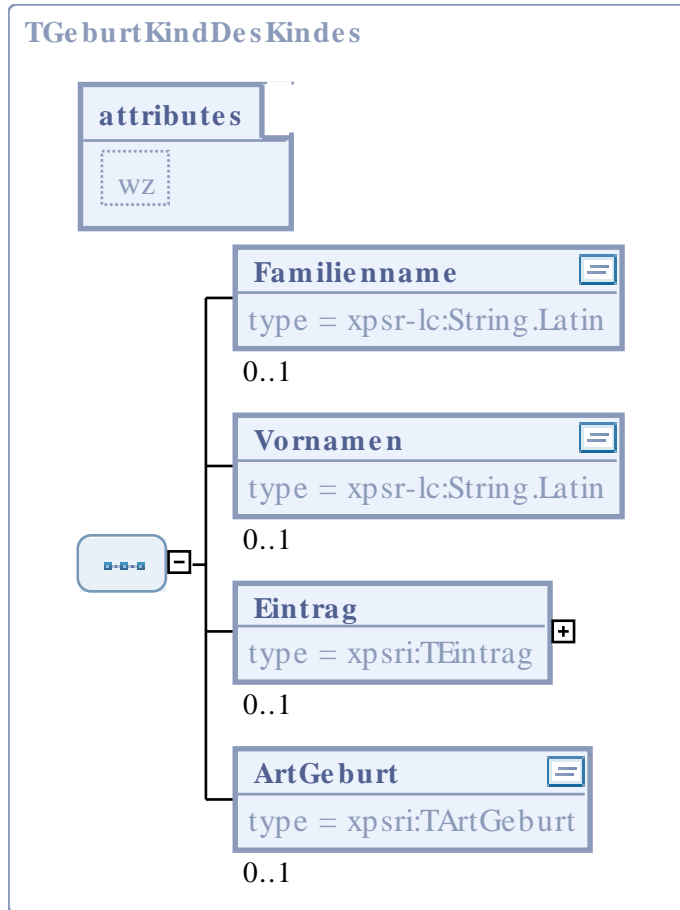 TGeburtKindDesKindes
attributes
wz
Familienname
type = xpsr-lc:String.Latin
0..1
Vornamen
type = xpsr-lc:String.Latin
0..1
Eintrag
type = xpsri:TEintrag
0..1
ArtGeburt
type = xpsri:TArtGeburt
0..1